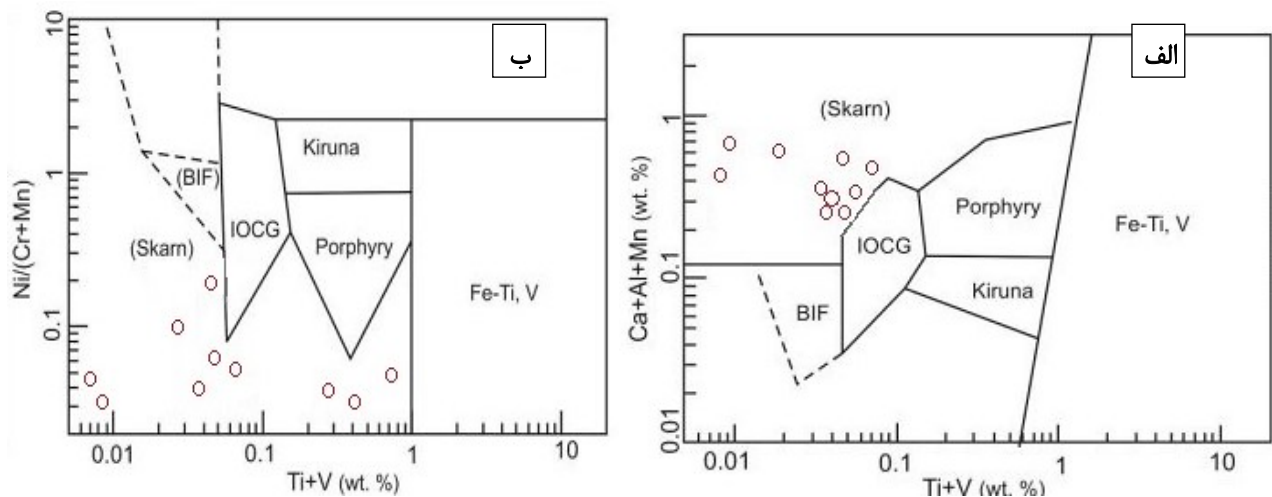 ب
10
1
0.1
Ni/(Cr+Mn)
(BIF)
(Skarn)
IOCG
Kiruna
Porphyry
Fe-Ti, V
0.01
0.1
1
10
Ti+V (wt. %)
الف
1
0.1
0.01
Ca+Al+Mn (wt. %)
(Skarn)
BIF
IOCG
Porphyry
Kiruna
Fe-Ti, V
0.01
0.1
1
10
Ti+V (wt. %)